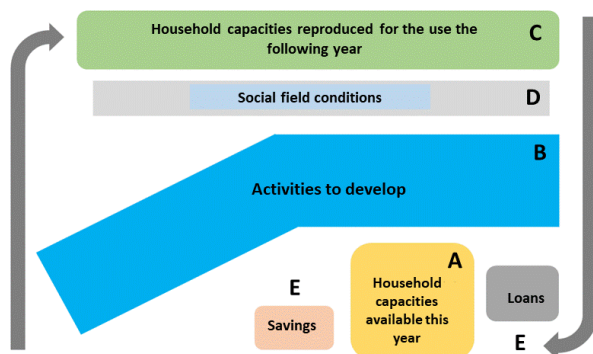 Household capacities reproduced for the use the
following year
C
Social field conditions
D
B
Activities to develop
A
Household
capacities
available this
year
E
Savings
Loans
E